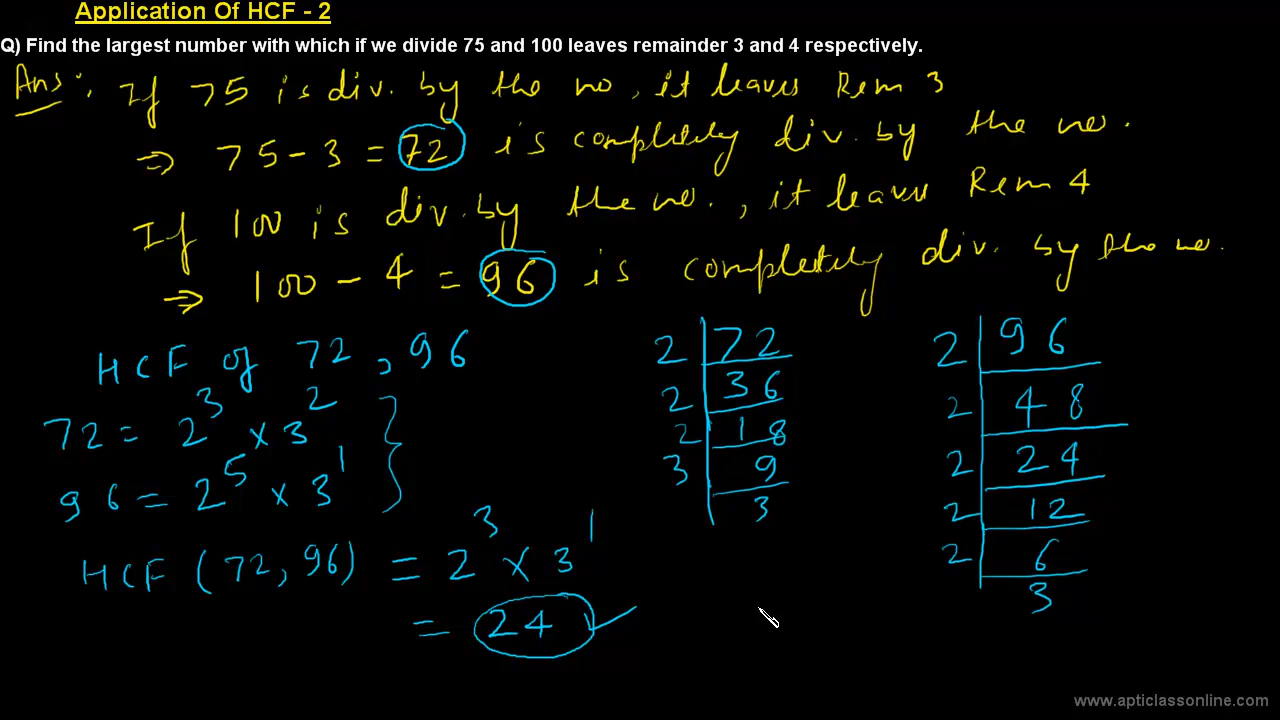 Application Of HCF - 2
Q) Find the largest number with which if we divide 75 and 100 leaves remainder 3 and 4 respectively.
Ans:. If 75 is div. by the no, it leaves Rem 3
⇒ 75 - 3 = 72 is completely div. by the no.
If 100 is div. by the no., it leaves Rem 4
⇒ 100 - 4 = 96 is completely div. by the no.
HCF of 72, 96
72 = 2³ × 3²
96 = 2⁵ × 3¹
HCF (72, 96) = 2³ × 3¹
= 24
2 72
2 36
2 18
3 9
3
2 96
2 48
2 24
2 12
2 6
3
www.apticlassonline.com